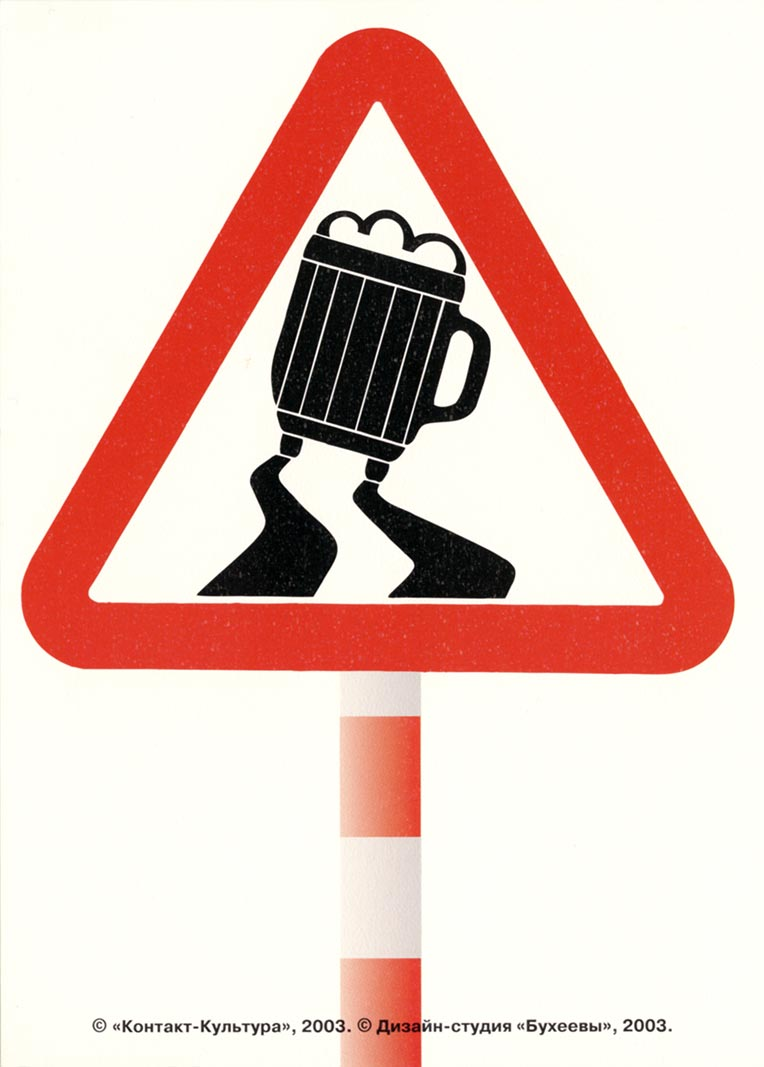 © «Контакт-Культура», 2003. © Дизайн-студия «Бухеевы», 2003.